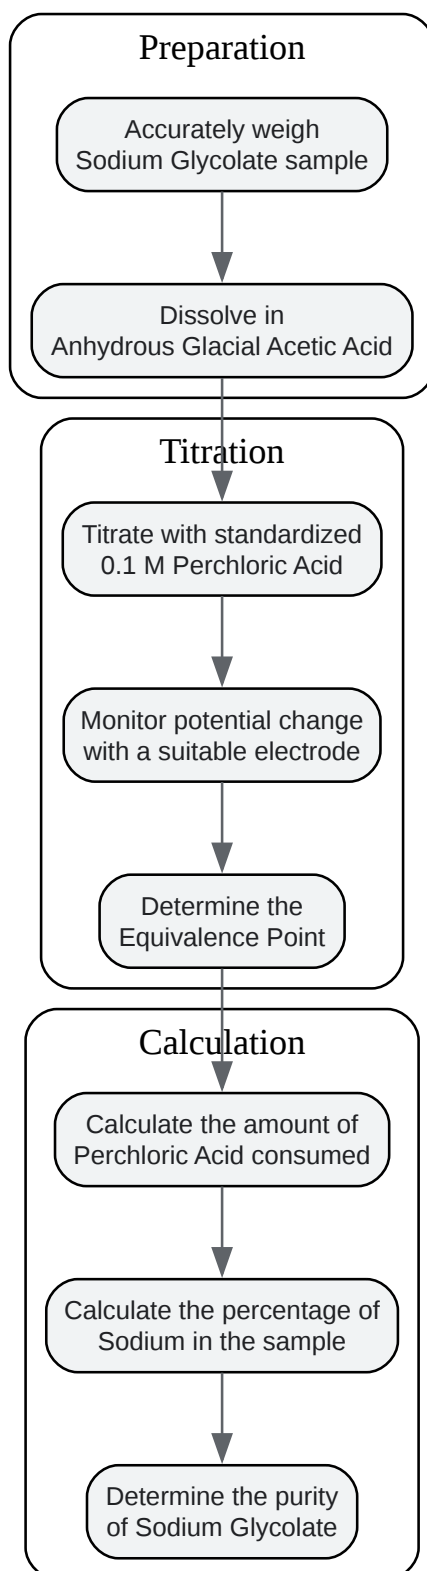 Preparation
Accurately weigh
Sodium Glycolate sample
Dissolve in
Anhydrous Glacial Acetic Acid
Titration
Titrate with standardized
0.1 M Perchloric Acid
Monitor potential change
with a suitable electrode
Determine the
Equivalence Point
Calculation
Calculate the amount of
Perchloric Acid consumed
Calculate the percentage of
Sodium in the sample
Determine the purity
of Sodium Glycolate